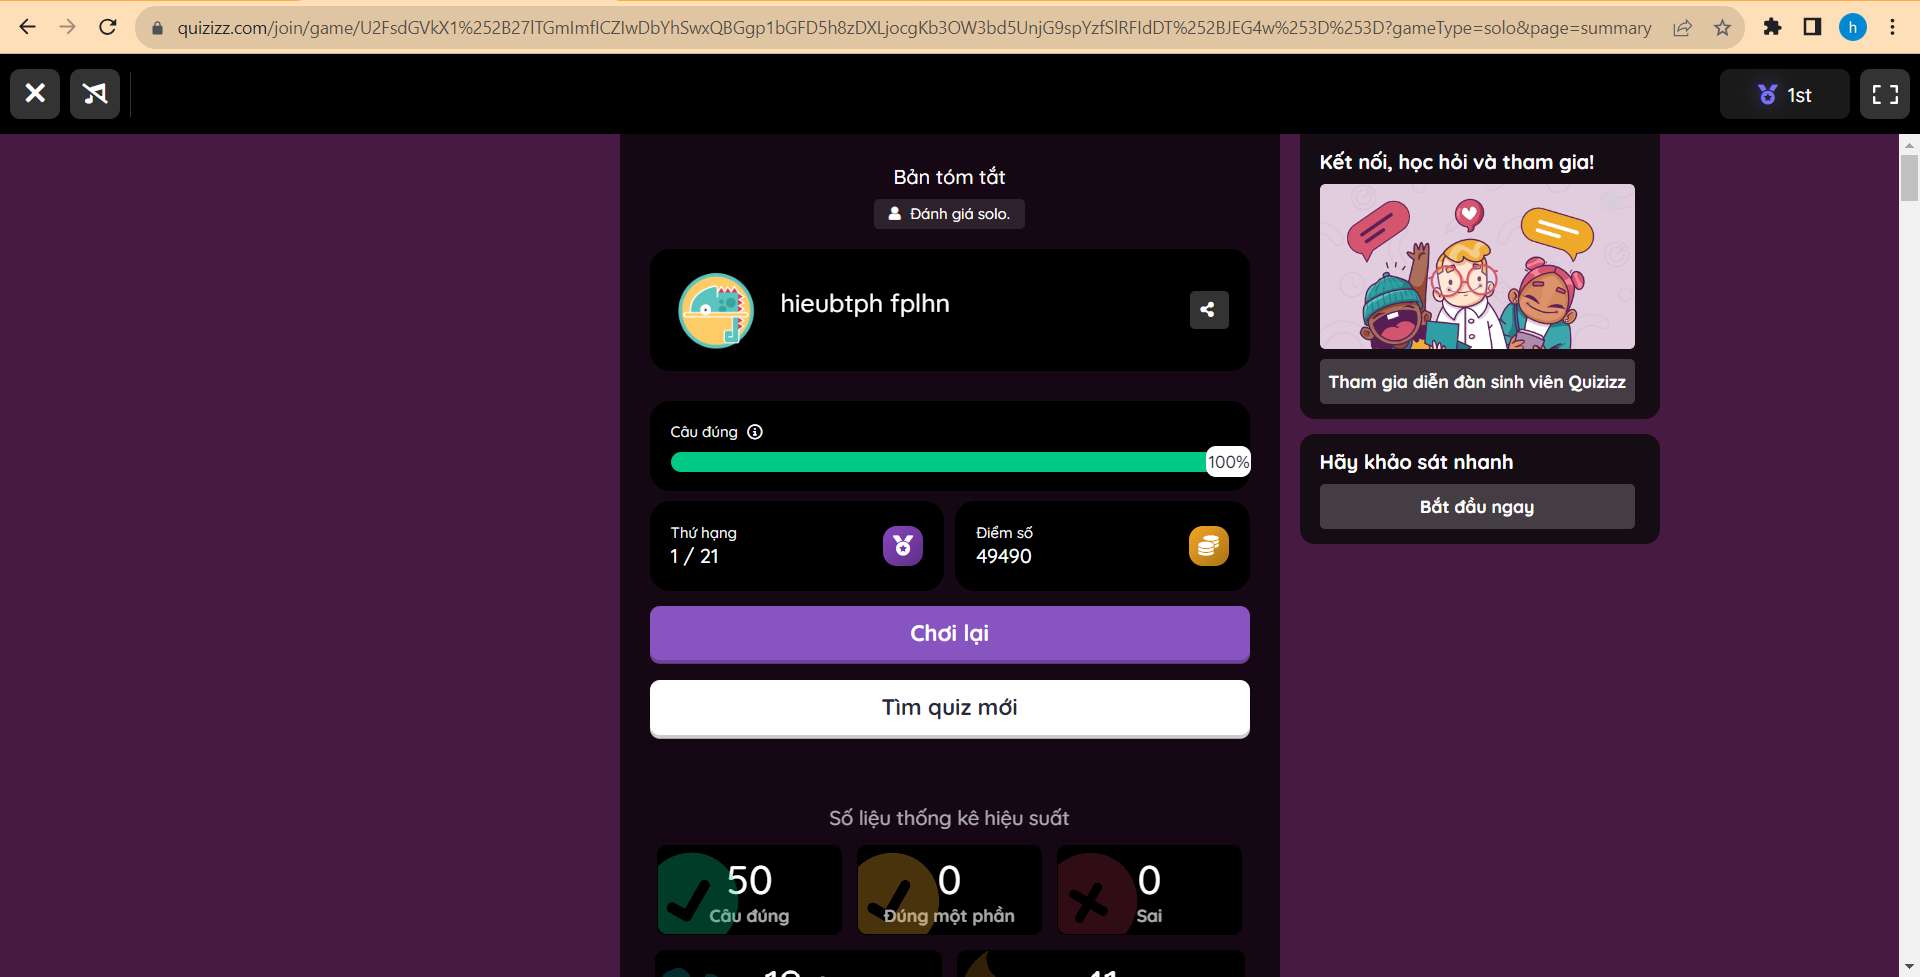 quizizz.com/join/game/U2FsdGVkX1%252B27lTGmImfICZIwDbYhSwxQBGgp1bGFD5h8zDXLjocgKb3OW3bd5UnjG9spYzfSlRFIdDT%252BJEG4w%253D%253D?gameType=solo&page=summary
h
1st
Bản tóm tắt
Đánh giá solo.
hieubtph fplhn
Câu đúng
100%
Thứ hạng
1 / 21
Điểm số
49490
Chơi lại
Tìm quiz mới
Số liệu thống kê hiệu suất
50
Câu đúng
0
Đúng một phần
0
Sai
Kết nối, học hỏi và tham gia!
Tham gia diễn đàn sinh viên Quizizz
Hãy khảo sát nhanh
Bắt đầu ngay